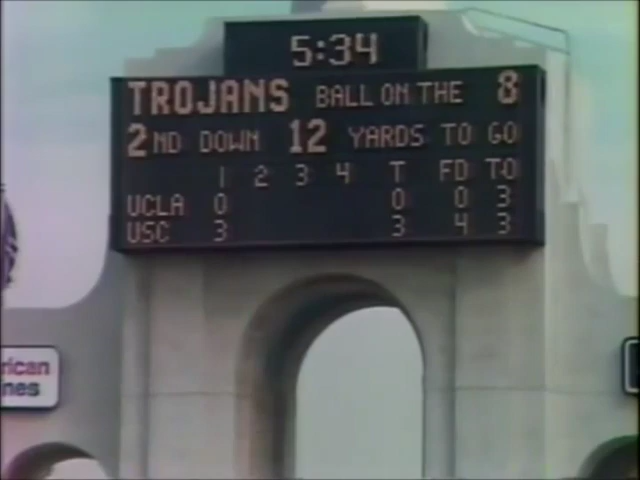 5:34
TROJANS BALL ON THE 8
2ND DOWN 12 YARDS TO GO
1 2 3 4 T FD TO
UCLA 0 0 0 3
USC 3 3 4 3
rican
nes